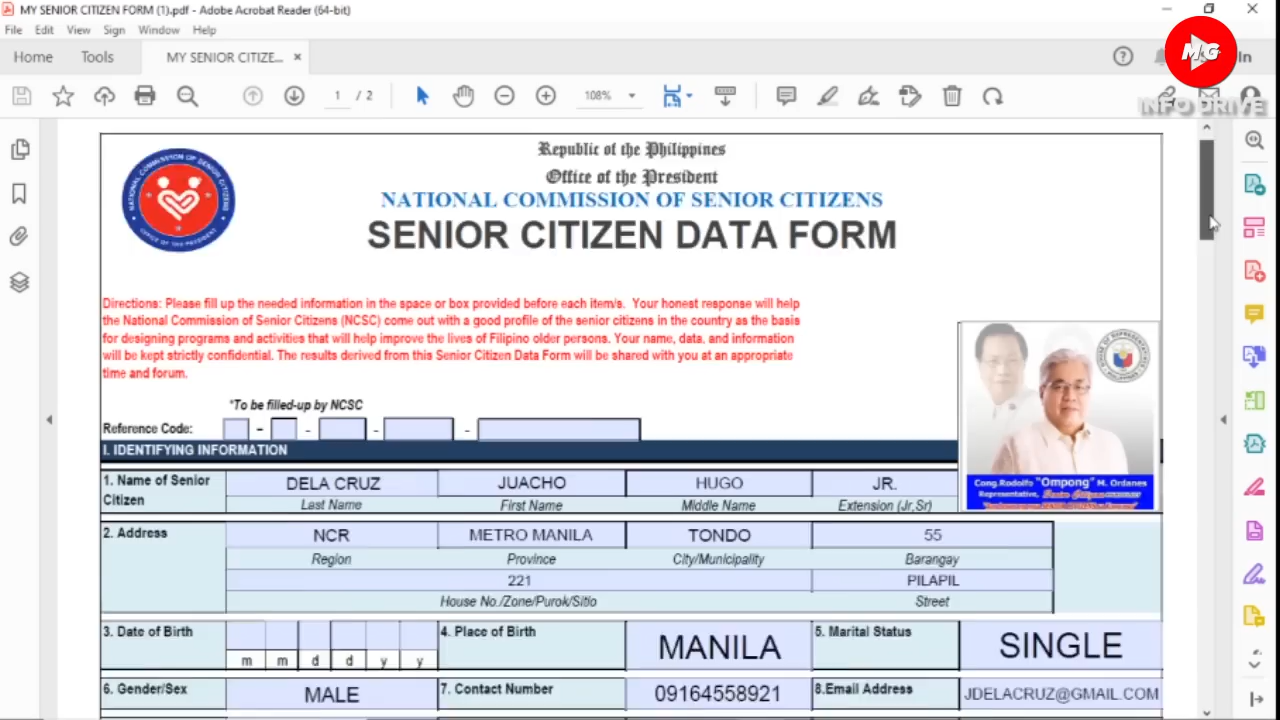 MY SENIOR CITIZEN FORM (1).pdf - Adobe Acrobat Reader (64-bit)
File Edit View Sign Window Help
Home Tools MY SENIOR CITIZE... ×
MG
INFO DRIVE
1 / 2 108%
NATIONAL COMMISSION OF SENIOR CITIZENS
OFFICE OF THE PRESIDENT
Republic of the Philippines
Office of the President
NATIONAL COMMISSION OF SENIOR CITIZENS
SENIOR CITIZEN DATA FORM
Directions: Please fill up the needed information in the space or box provided before each item/s. Your honest response will help
the National Commission of Senior Citizens (NCSC) come out with a good profile of the senior citizens in the country as the basis
for designing programs and activities that will help improve the lives of Filipino older persons. Your name, data, and information
will be kept strictly confidential. The results derived from this Senior Citizen Data Form will be shared with you at an appropriate
time and forum.
*To be filled-up by NCSC
Reference Code: - - - -
I. IDENTIFYING INFORMATION
Cong.Rodolfo "Ompong" M. Ordanes
Representative, Senior Citizens
1. Name of Senior Citizen
DELA CRUZ JUACHO HUGO JR.
Last Name First Name Middle Name Extension (Jr,Sr)
2. Address
NCR METRO MANILA TONDO 55
Region Province City/Municipality Barangay
221 PILAPIL
House No./Zone/Purok/Sitio Street
3. Date of Birth m m d d y y 4. Place of Birth MANILA 5. Marital Status SINGLE
6. Gender/Sex MALE 7. Contact Number 09164558921 8.Email Address JDELACRUZ@GMAIL.COM